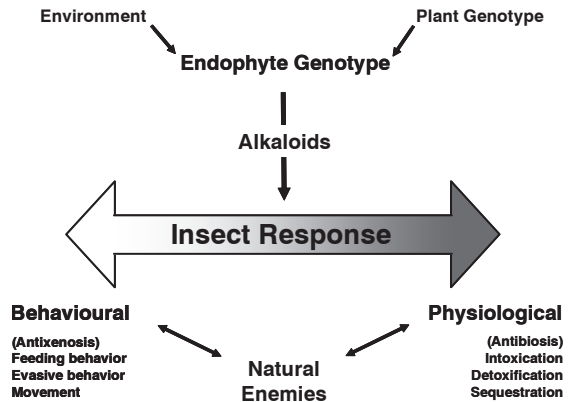 Environment
Plant Genotype
Endophyte Genotype
Alkaloids
Insect Response
Behavioural
(Antixenosis)
Feeding behavior
Evasive behavior
Movement
Physiological
(Antibiosis)
Intoxication
Detoxification
Sequestration
Natural
Enemies